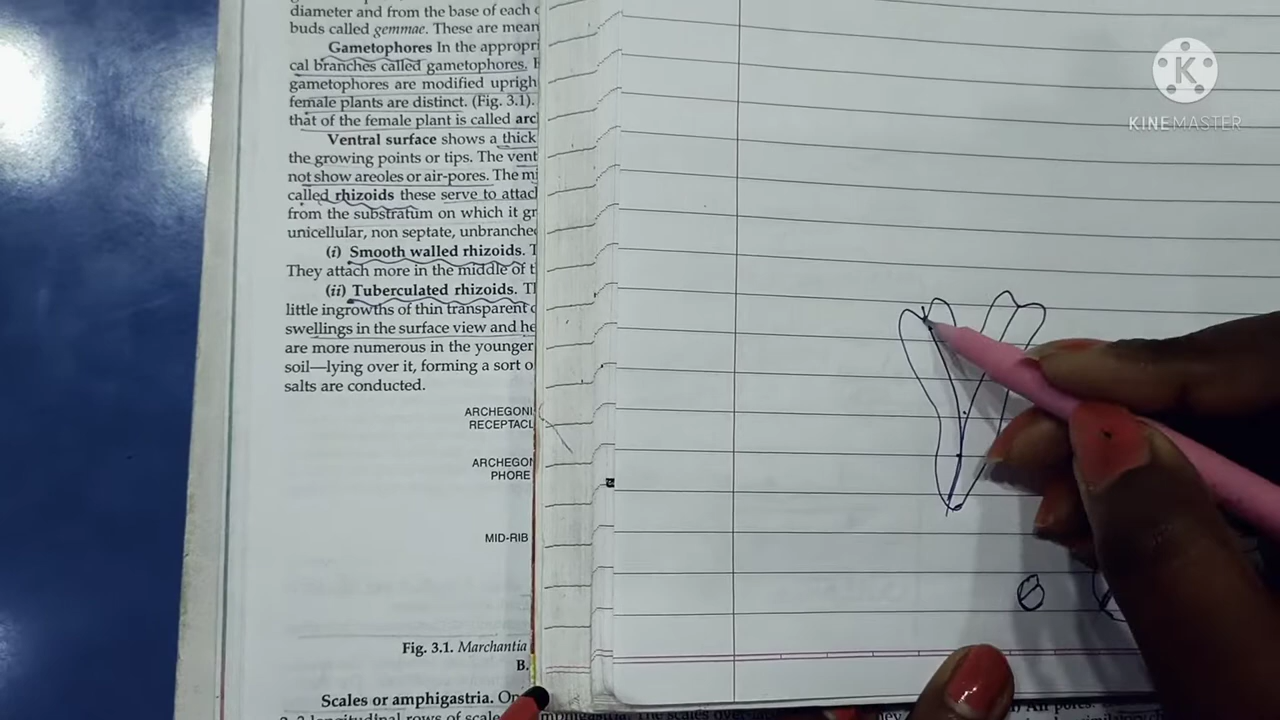 diameter and from the base of each
buds called gemmae. These are mean
Gametophores In the appropri
cal branches called gametophores.
gametophores are modified uprigh
female plants are distinct. (Fig. 3.1).
that of the female plant is called arc
Ventral surface shows a thick
the growing points or tips. The vent
not show areoles or air-pores. The m
called rhizoids these serve to attac
from the substratum on which it gr
unicellular, non septate, unbranche
(i) Smooth walled rhizoids. T
They attach more in the middle of t
(ii) Tuberculated rhizoids. T
little ingrowths of thin transparent
swellings in the surface view and he
are more numerous in the younger
soil—lying over it, forming a sort o
salts are conducted.
ARCHEGONI
RECEPTACL
ARCHEGO
PHORE
MID-RIB
Fig. 3.1. Marchantia
B.
Scales or amphigastria. On
K
KINEMASTER